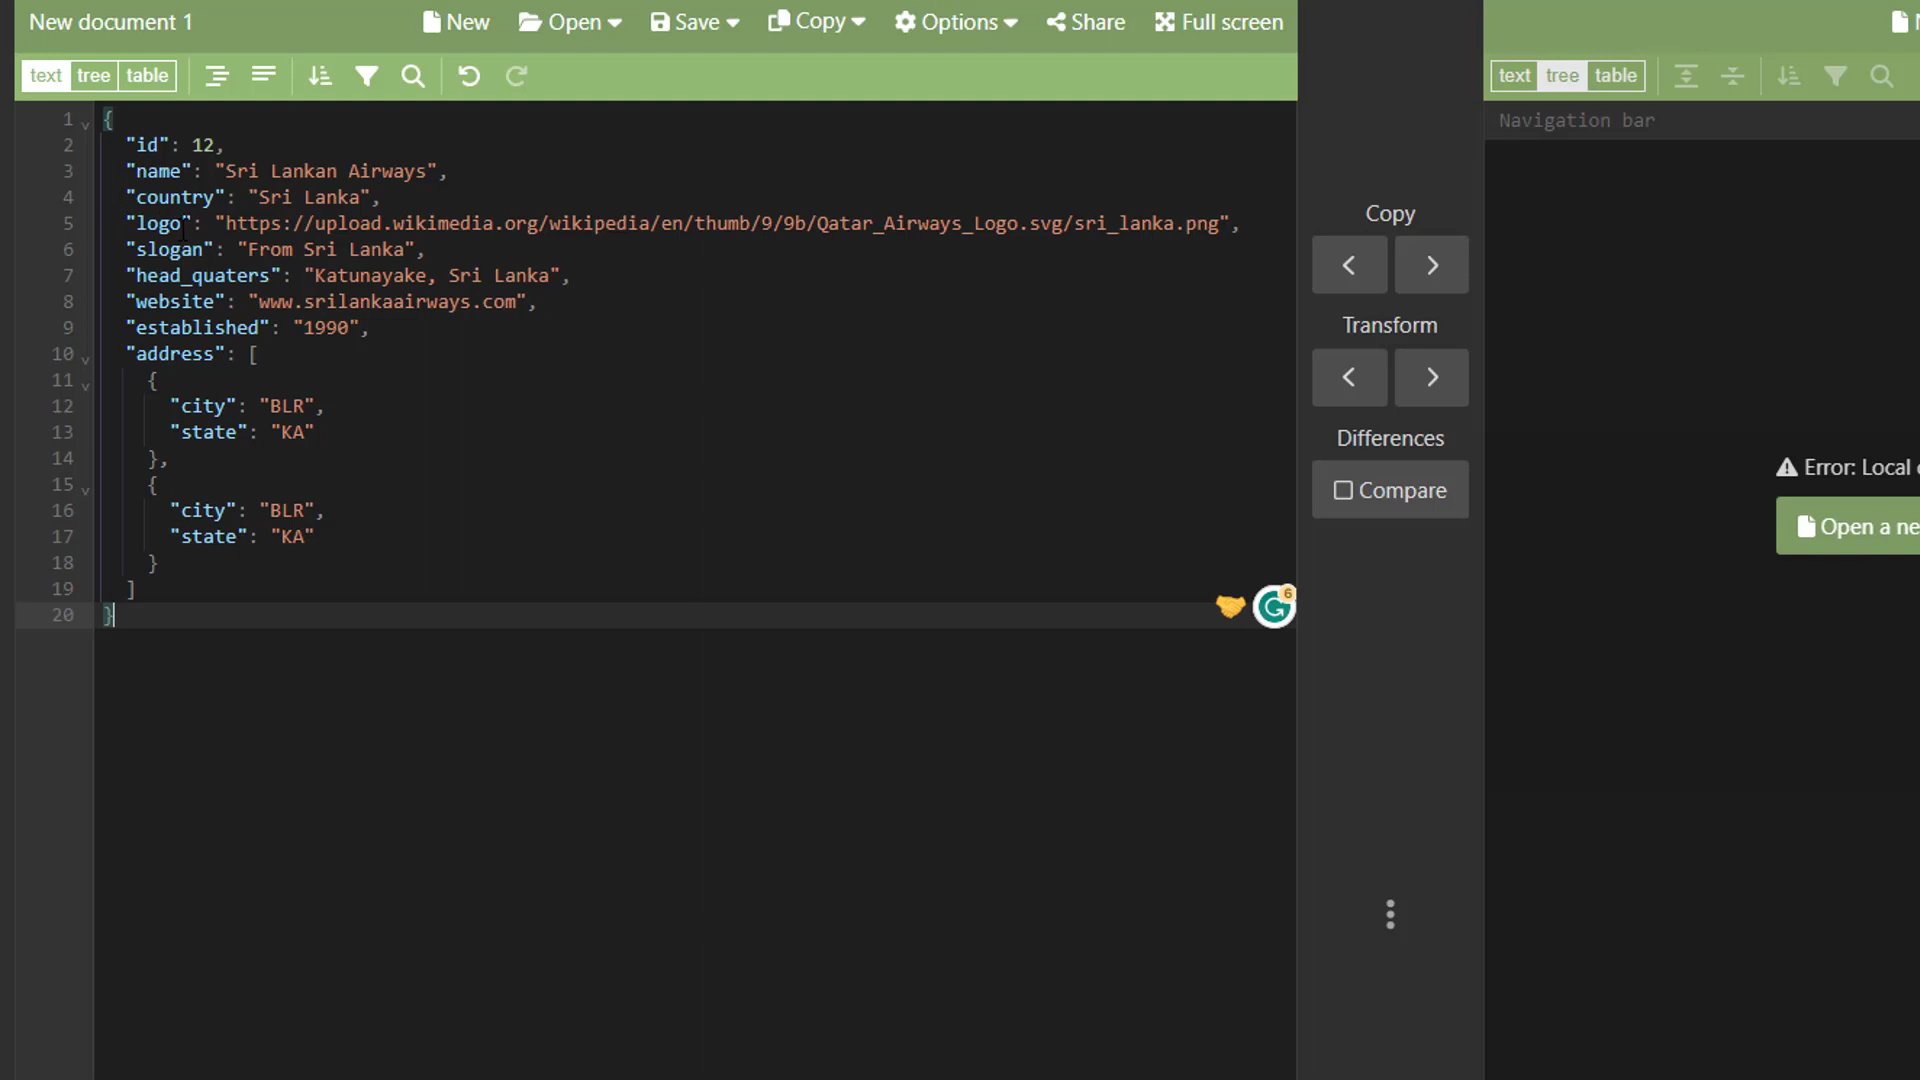 New document 1 New Open Save Copy Options Share Full screen
text tree table
1 {
2 "id": 12,
3 "name": "Sri Lankan Airways",
4 "country": "Sri Lanka",
5 "logo": "https://upload.wikimedia.org/wikipedia/en/thumb/9/9b/Qatar_Airways_Logo.svg/sri_lanka.png",
6 "slogan": "From Sri Lanka",
7 "head_quaters": "Katunayake, Sri Lanka",
8 "website": "www.srilankaairways.com",
9 "established": "1990",
10 "address": [
11 {
12 "city": "BLR",
13 "state": "KA"
14 },
15 {
16 "city": "BLR",
17 "state": "KA"
18 }
19 ]
20 }
6
Copy
Transform
Differences
Compare
text tree table
Navigation bar
Error: Local
Open a ne